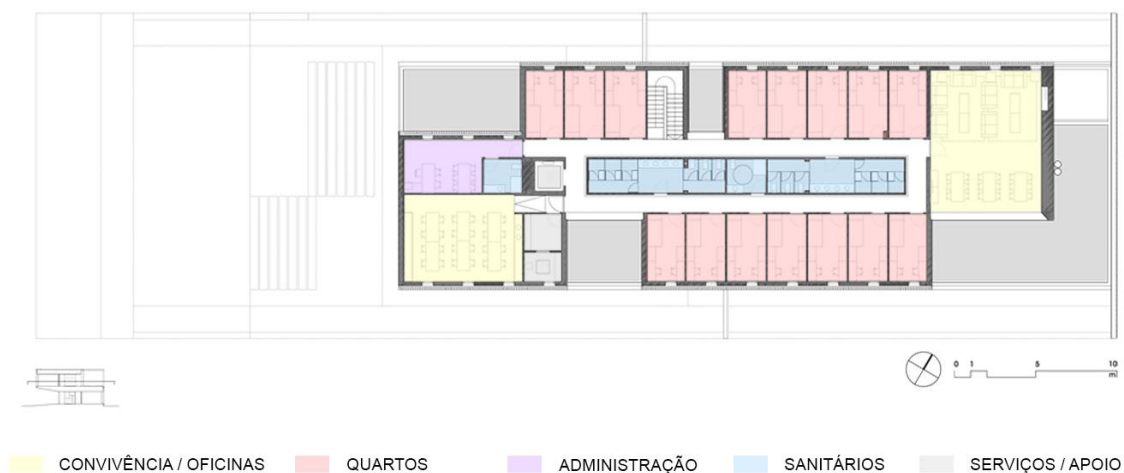 0 1 5 10
m
CONVIVÊNCIA / OFICINAS QUARTOS ADMINISTRAÇÃO SANITÁRIOS SERVIÇOS / APOIO